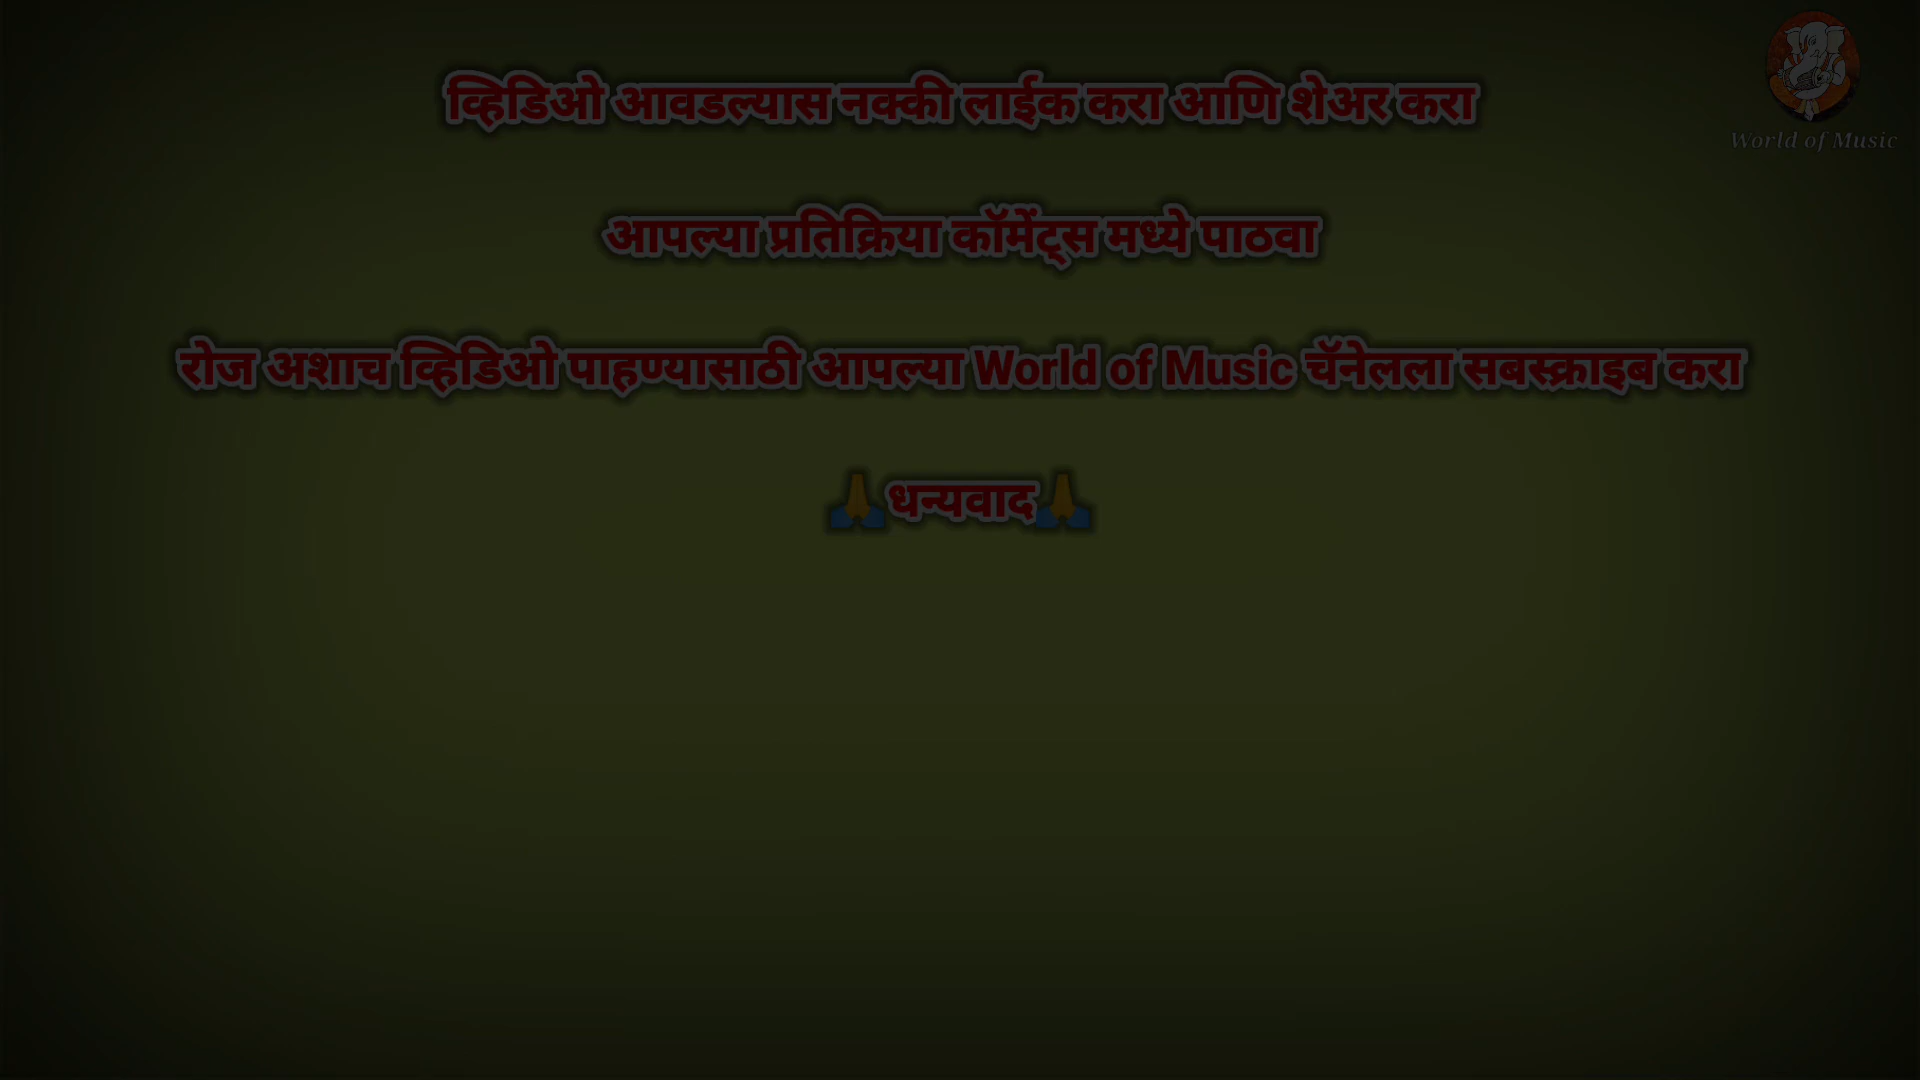 व्हिडिओ आवडल्यास नक्की लाईक करा आणि शेअर करा
World of Music
आपल्या प्रतिक्रिया कॉमेंट्स मध्ये पाठवा
रोज अशाच व्हिडिओ पाहण्यासाठी आपल्या World of Music चॅनेलला सबस्क्राइब करा
🙏धन्यवाद🙏